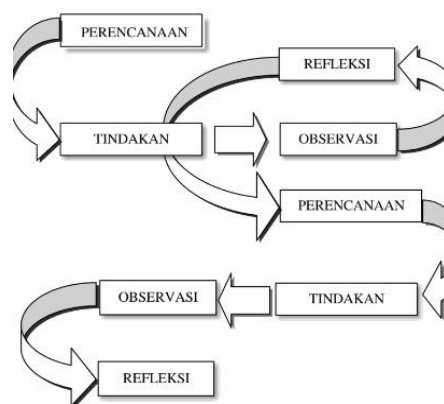 PERENCANAAN
REFLEKSI
TINDAKAN
OBSERVASI
PERENCANAAN
OBSERVASI
TINDAKAN
REFLEKSI